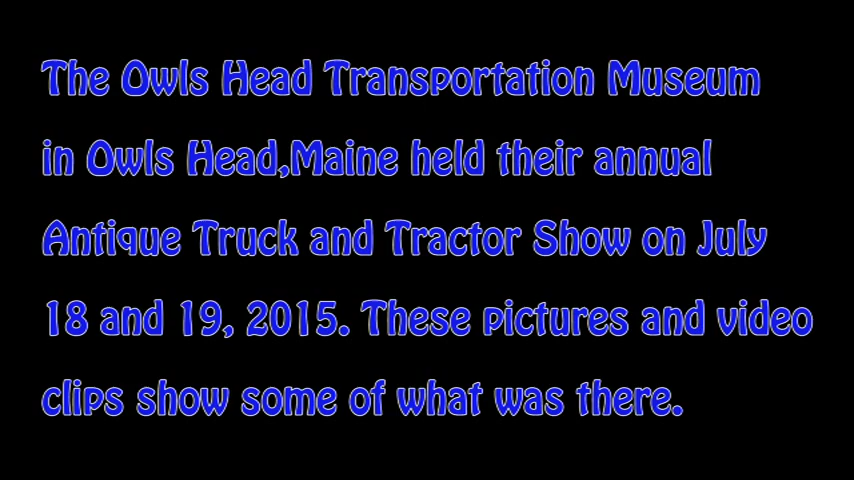 The Owls Head Transportation Museum
in Owls Head,Maine held their annual
Antique Truck and Tractor Show on July
18 and 19, 2015. These pictures and video
clips show some of what was there.